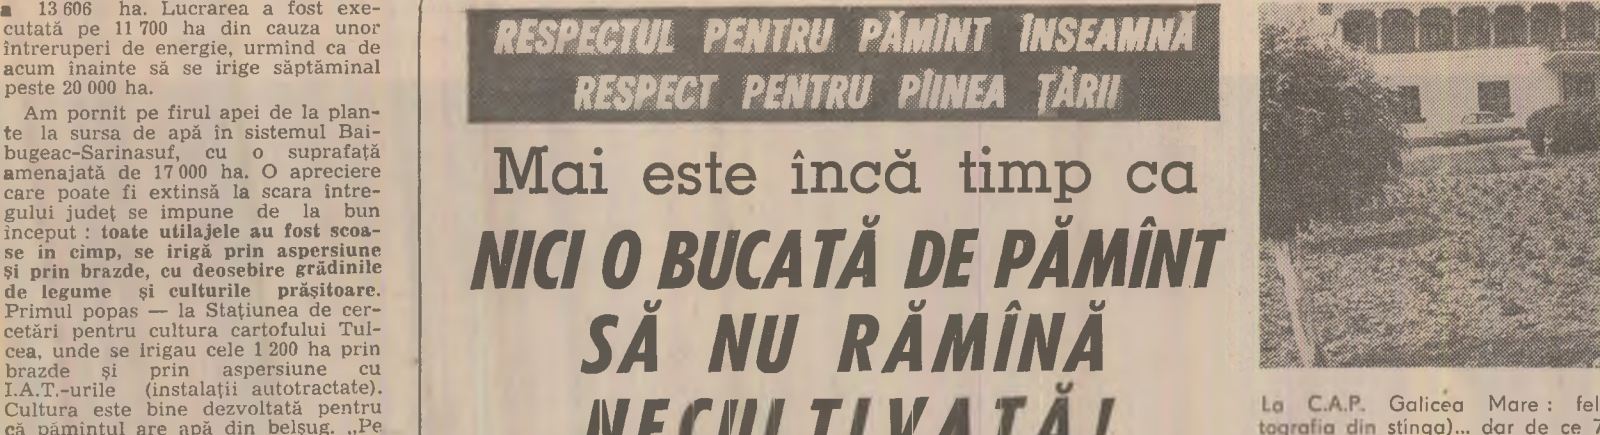 13 606 ha. Lucrarea a fost exe-
cutată pe 11 700 ha din cauza unor
întreruperi de energie, urmind ca de
acum înainte să se irige săptăminal
peste 20 000 ha.
Am pornit pe firul apei de la plan-
te la sursa de apă în sistemul Bai-
bugeac-Sarinasuf, cu o suprafață
amenajată de 17 000 ha. O apreciere
care poate fi extinsă la scara între-
gului județ se impune de la bun
început : toate utilajele au fost scoa-
se in cimp, se irigă prin aspersiune
și prin brazde, cu deosebire grădinile
de legume și culturile prășitoare.
Primul popas — la Stațiunea de cer-
cetări pentru cultura cartofului Tul-
cea, unde se irigau cele 1 200 ha prin
brazde și prin aspersiune cu
I.A.T.-urile (instalații autotractate).
Cultura este bine dezvoltată pentru
că pămîntul are apă din belșug. „Pe
RESPECTUL PENTRU PĂMÎNT ÎNSEAMNĂ
RESPECT PENTRU PÎINEA ȚĂRII
Mai este încă timp ca
NICI O BUCATĂ DE PĂMÎNT
SĂ NU RĂMÎNĂ
NECULTIVATĂ!
La C.A.P. Galicea Mare : fel
tografia din stinga)... dar de ce 7